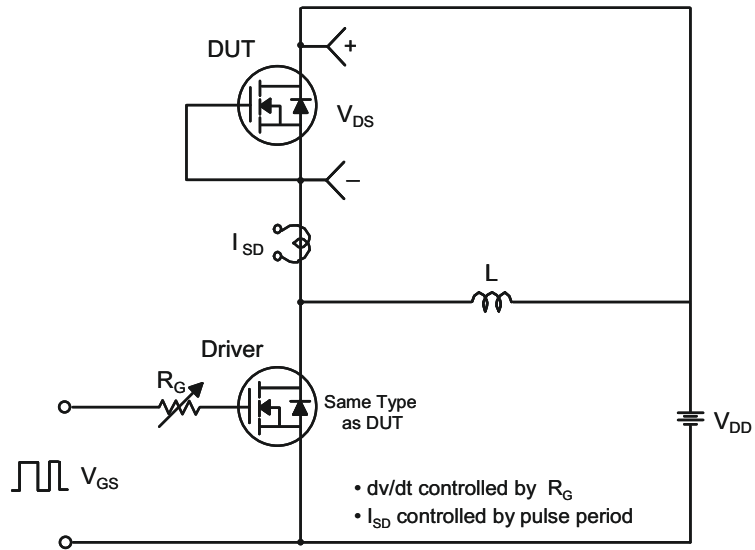 DUT
+
V_DS
−
I_SD
L
Driver
R_G
Same Type
as DUT
V_DD
V_GS
• dv/dt controlled by R_G
• I_SD controlled by pulse period